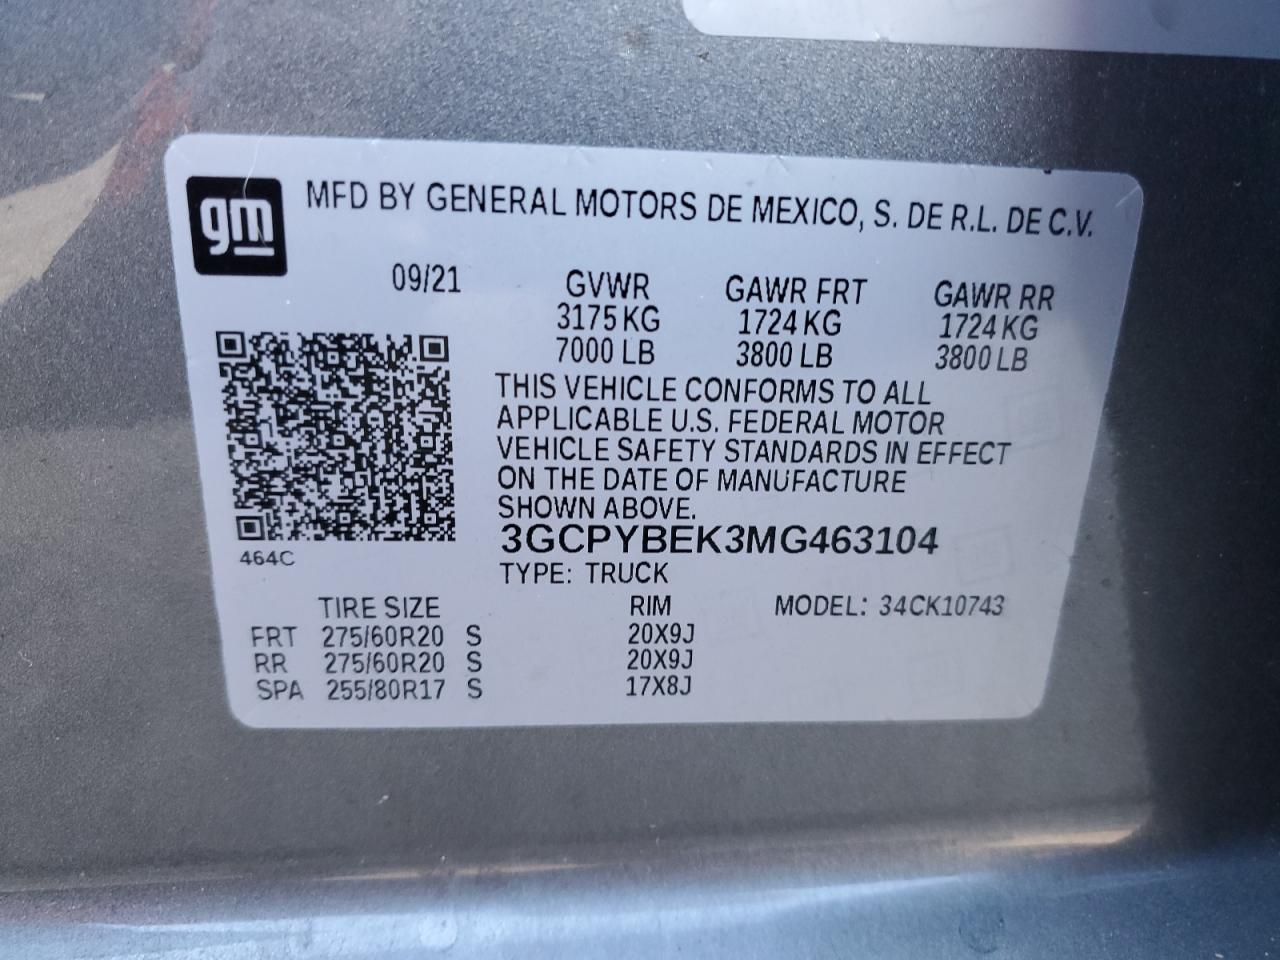 gm
MFD BY GENERAL MOTORS DE MEXICO, S. DE R.L. DE C.V.
09/21 GVWR GAWR FRT GAWR RR
3175 KG 1724 KG 1724 KG
7000 LB 3800 LB 3800 LB
THIS VEHICLE CONFORMS TO ALL
APPLICABLE U.S. FEDERAL MOTOR
VEHICLE SAFETY STANDARDS IN EFFECT
ON THE DATE OF MANUFACTURE
SHOWN ABOVE.
3GCPYBEK3MG463104
464C
TYPE: TRUCK
TIRE SIZE RIM MODEL: 34CK10743
FRT 275/60R20 S 20X9J
RR 275/60R20 S 20X9J
SPA 255/80R17 S 17X8J